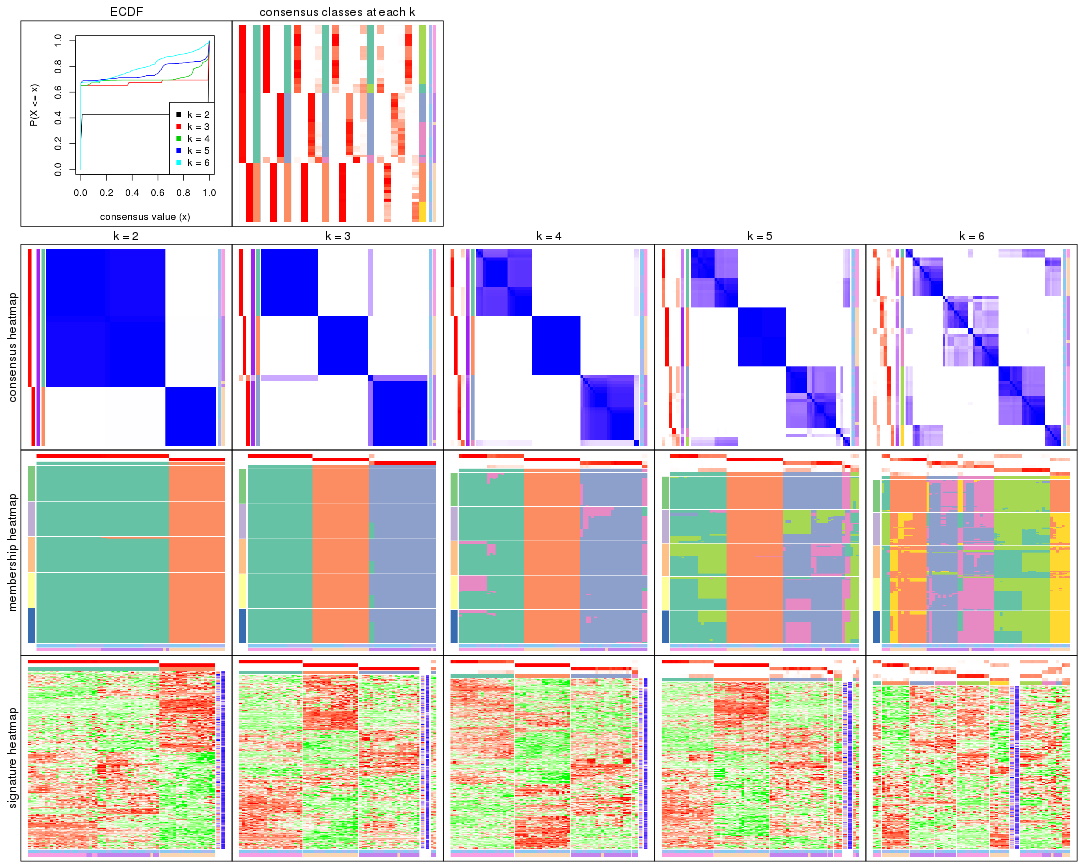 ECDF
consensus classes at each k
P(X <= x)
0.0 0.2 0.4 0.6 0.8 1.0
k = 2
k = 3
k = 4
k = 5
k = 6
0.0 0.2 0.4 0.6 0.8 1.0
consensus value (x)
k = 2
k = 3
k = 4
k = 5
k = 6
consensus heatmap
membership heatmap
signature heatmap